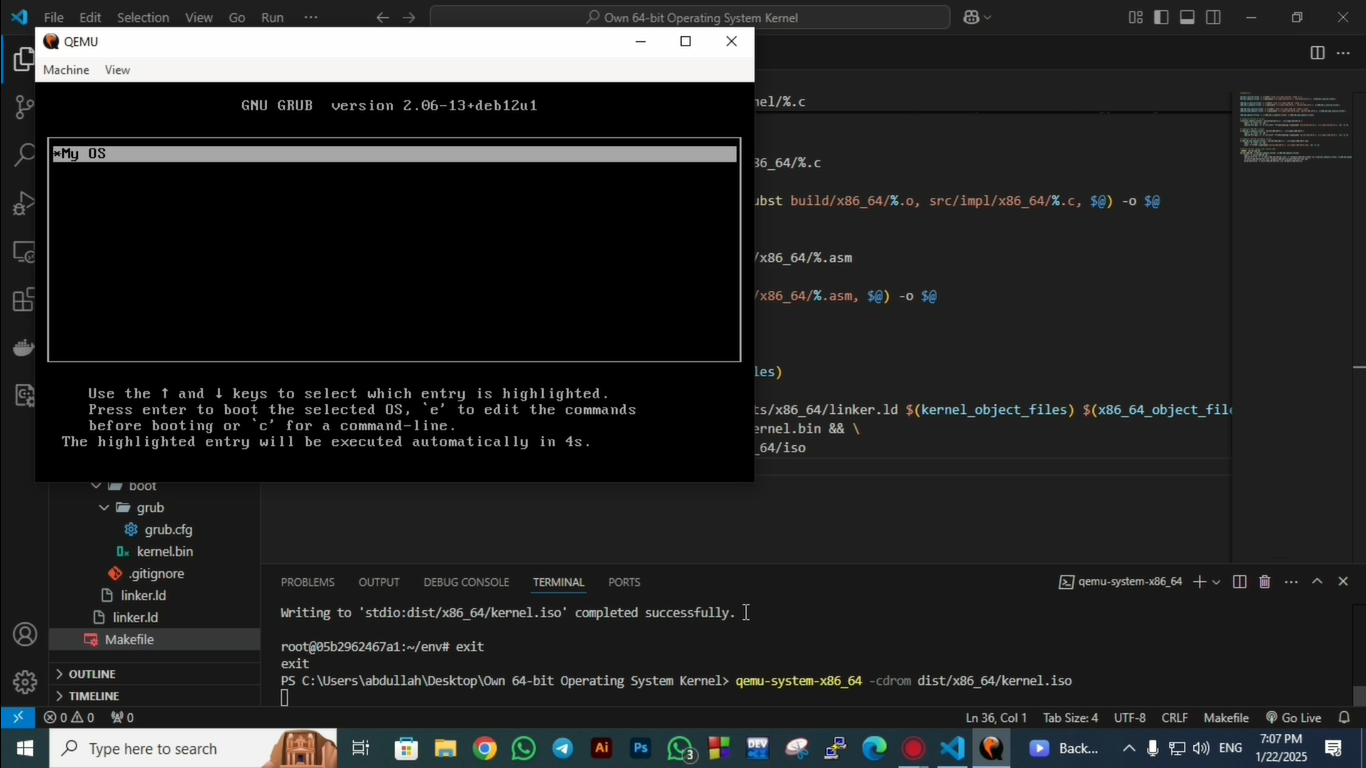 File Edit Selection View Go Run ···
Own 64-bit Operating System Kernel
QEMU
Machine View
GNU GRUB version 2.06-13+deb12u1
*My OS
Use the ↑ and ↓ keys to select which entry is highlighted.
Press enter to boot the selected OS, `e' to edit the commands
before booting or `c' for a command-line.
The highlighted entry will be executed automatically in 4s.
nel/%.c
36_64/%.c
ubst build/x86_64/%.o, src/impl/x86_64/%.c, $@) -o $@
/x86_64/%.asm
/x86_64/%.asm, $@) -o $@
les)
ts/x86_64/linker.ld $(kernel_object_files) $(x86_64_object_file
ernel.bin && \
_64/iso
boot
grub
grub.cfg
kernel.bin
.gitignore
linker.ld
linker.ld
Makefile
OUTLINE
TIMELINE
PROBLEMS OUTPUT DEBUG CONSOLE TERMINAL PORTS
qemu-system-x86_64
Writing to 'stdio:dist/x86_64/kernel.iso' completed successfully.
root@05b2962467a1:~/env# exit
exit
PS C:\Users\abdullah\Desktop\Own 64-bit Operating System Kernel> qemu-system-x86_64 -cdrom dist/x86_64/kernel.iso
0 0 0
Ln 36, Col 1 Tab Size: 4 UTF-8 CRLF Makefile Go Live
Type here to search
Ai
Ps
3
DEV
Back...
ENG
7:07 PM
1/22/2025